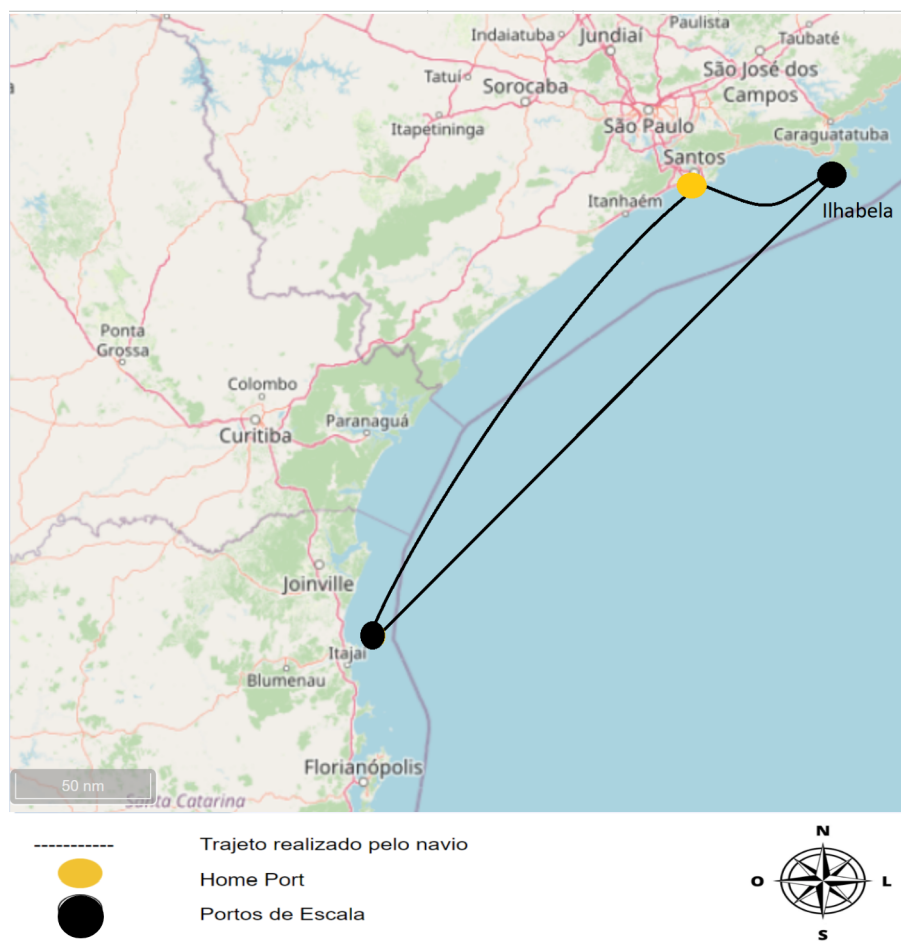 Paulista
Indaiatuba
Jundiaí
Taubaté
Tatuí
Sorocaba
São José dos
Campos
Itapetininga
São Paulo
Caraguatatuba
Santos
Itanhaém
Ilhabela
Ponta
Grossa
Colombo
Curitiba
Paranaguá
Joinville
Itajaí
Blumenau
Florianópolis
50 nm
Santa Catarina
Trajeto realizado pelo navio
Home Port
Portos de Escala
N
O
L
S